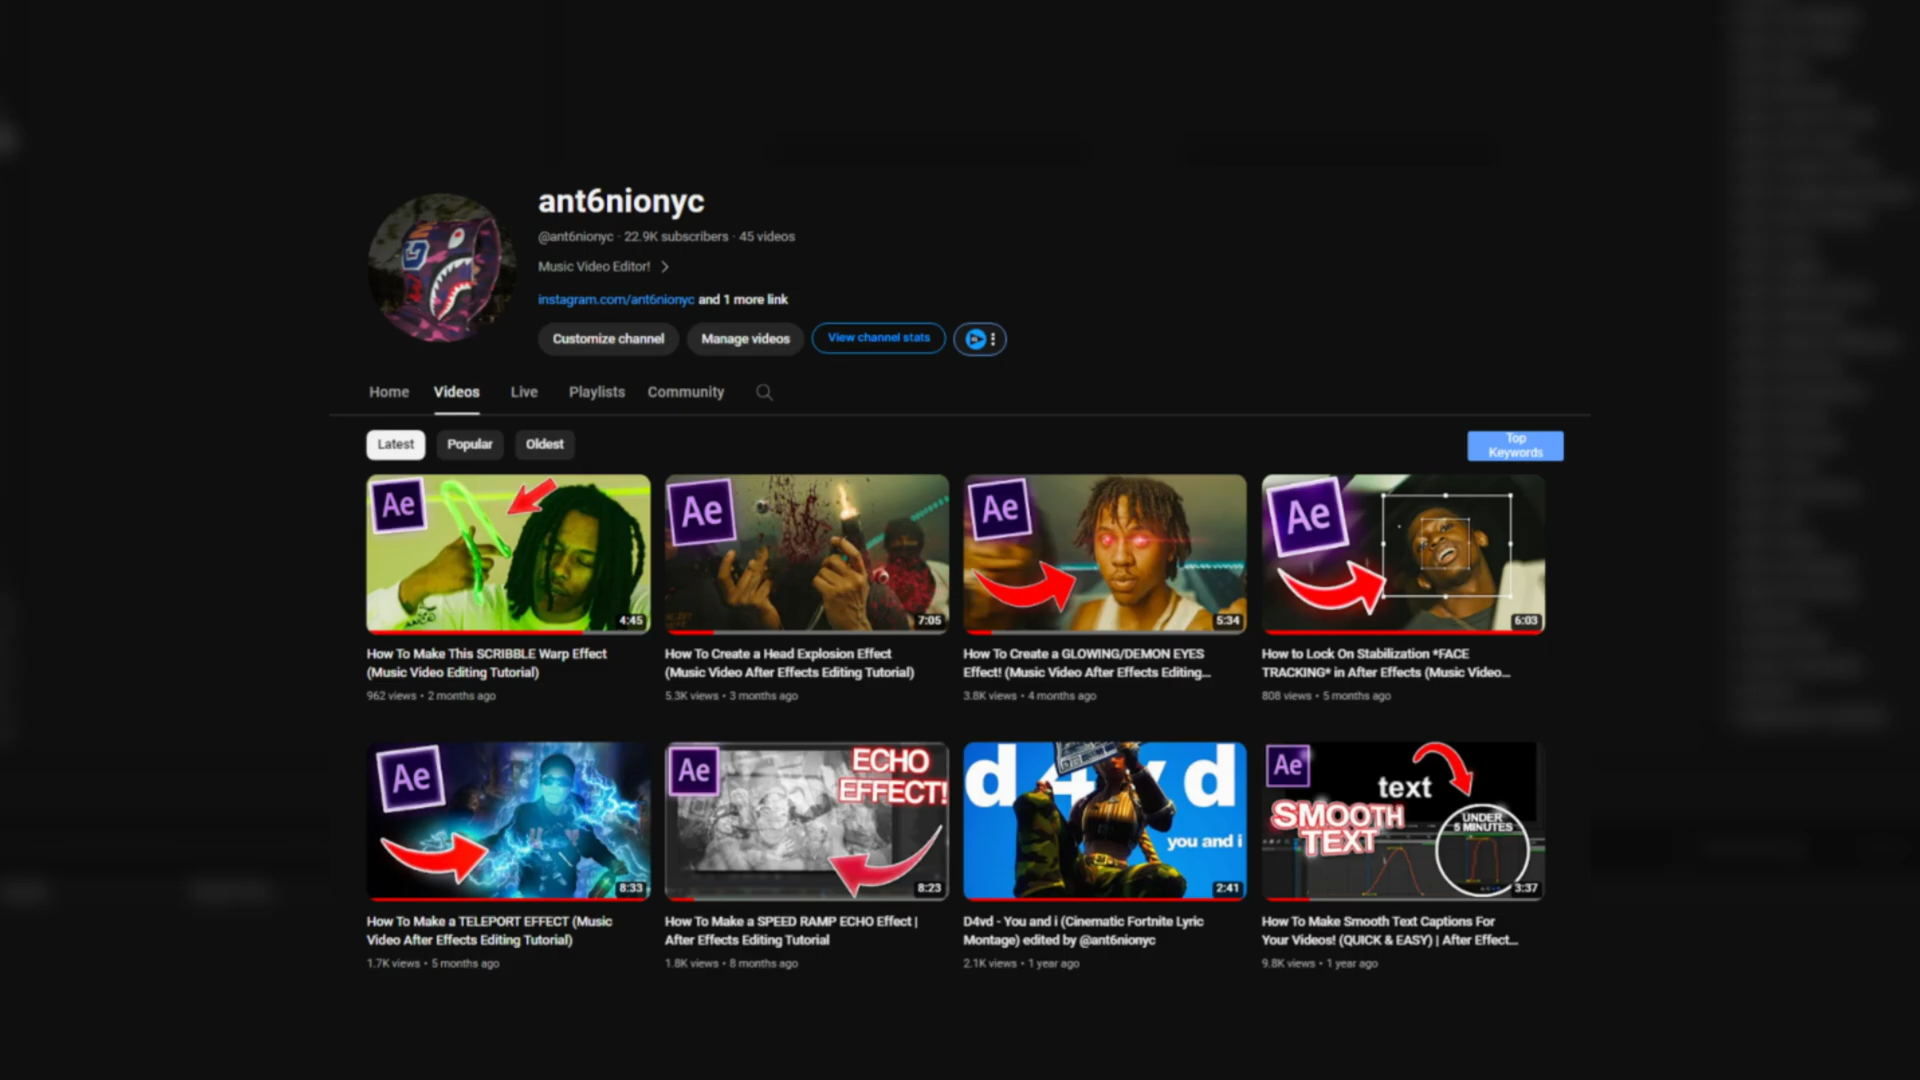 ant6nionyc
@ant6nionyc · 22.9K subscribers · 45 videos
Music Video Editor!
instagram.com/ant6nionyc and 1 more link
Customize channel
Manage videos
View channel stats
Home
Videos
Live
Playlists
Community
Latest
Popular
Oldest
Top
Keywords
Ae
4:45
Ae
7:05
Ae
5:34
Ae
6:03
How To Make This SCRIBBLE Warp Effect
(Music Video Editing Tutorial)
962 views • 2 months ago
How To Create a Head Explosion Effect
(Music Video After Effects Editing Tutorial)
5.3K views • 3 months ago
How To Create a GLOWING/DEMON EYES
Effect! (Music Video After Effects Editing...
3.8K views • 4 months ago
How to Lock On Stabilization *FACE
TRACKING* in After Effects (Music Video...
808 views • 5 months ago
Ae
8:33
Ae
ECHO
EFFECT!
8:23
d4vd
you and i
2:41
Ae
text
SMOOTH
TEXT
UNDER
5 MINUTES
3:37
How To Make a TELEPORT EFFECT (Music
Video After Effects Editing Tutorial)
1.7K views • 5 months ago
How To Make a SPEED RAMP ECHO Effect |
After Effects Editing Tutorial
1.8K views • 8 months ago
D4vd - You and i (Cinematic Fortnite Lyric
Montage) edited by @ant6nionyc
2.1K views • 1 year ago
How To Make Smooth Text Captions For
Your Videos! (QUICK & EASY) | After Effect...
9.8K views • 1 year ago